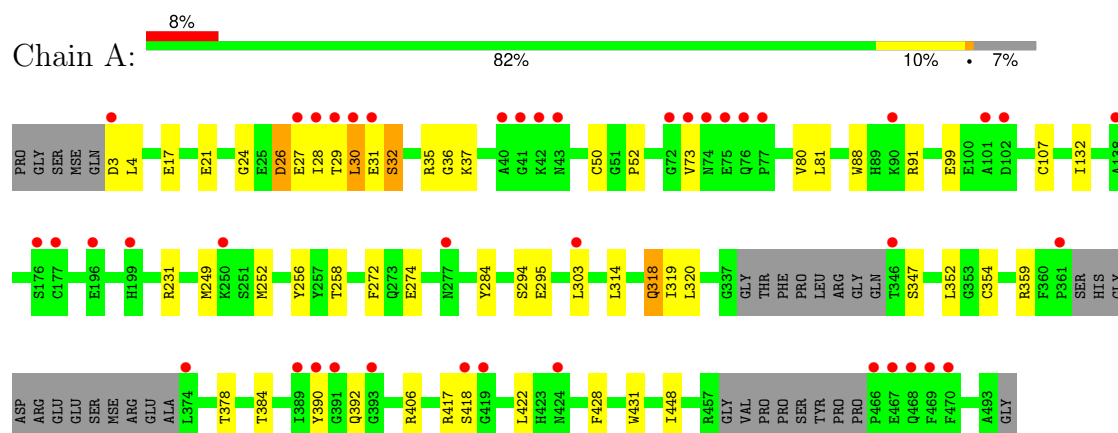 8%
Chain A:
82% 10% • 7%
PRO GLY SER MSE GLN D3 L4 E17 E21 G24 E25 D26 E27 I28 T29 L30 E31 S32 R35 G36 K37 A40 G41 K42 N43 C50 G51 P52 G72 V73 N74 E75 Q76 P77 V80 L81 W88 H89 K90 R91 E99 E100 A101 D102 C107 I132 A138
S176 C177 E196 H199 R231 M249 K250 S251 M252 Y256 Y257 T258 F272 Q273 E274 N277 Y284 S294 E295 L303 L314 Q318 I319 L320 G337 GLY THR PHE PRO LEU ARG GLY GLN T346 S347 L352 G353 C354 R359 F360 P361 SER HIS GLY
ASP ARG GLU GLU SER MSE ARG GLU ALA L374 T378 T384 I389 Y390 G391 Q392 G393 R406 R417 S418 G419 L422 H423 N424 F428 W431 I448 R457 GLY VAL PRO PRO SER TYR PRO PRO P466 E467 Q468 F469 F470 A493 GLY